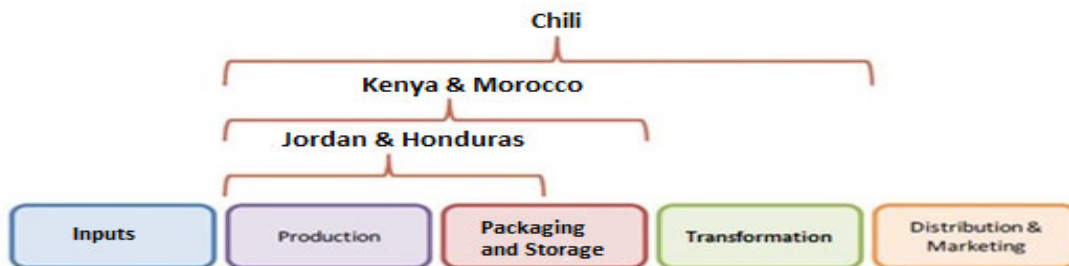 Chili
Kenya & Morocco
Jordan & Honduras
Inputs
Production
Packaging
and Storage
Transformation
Distribution &
Marketing